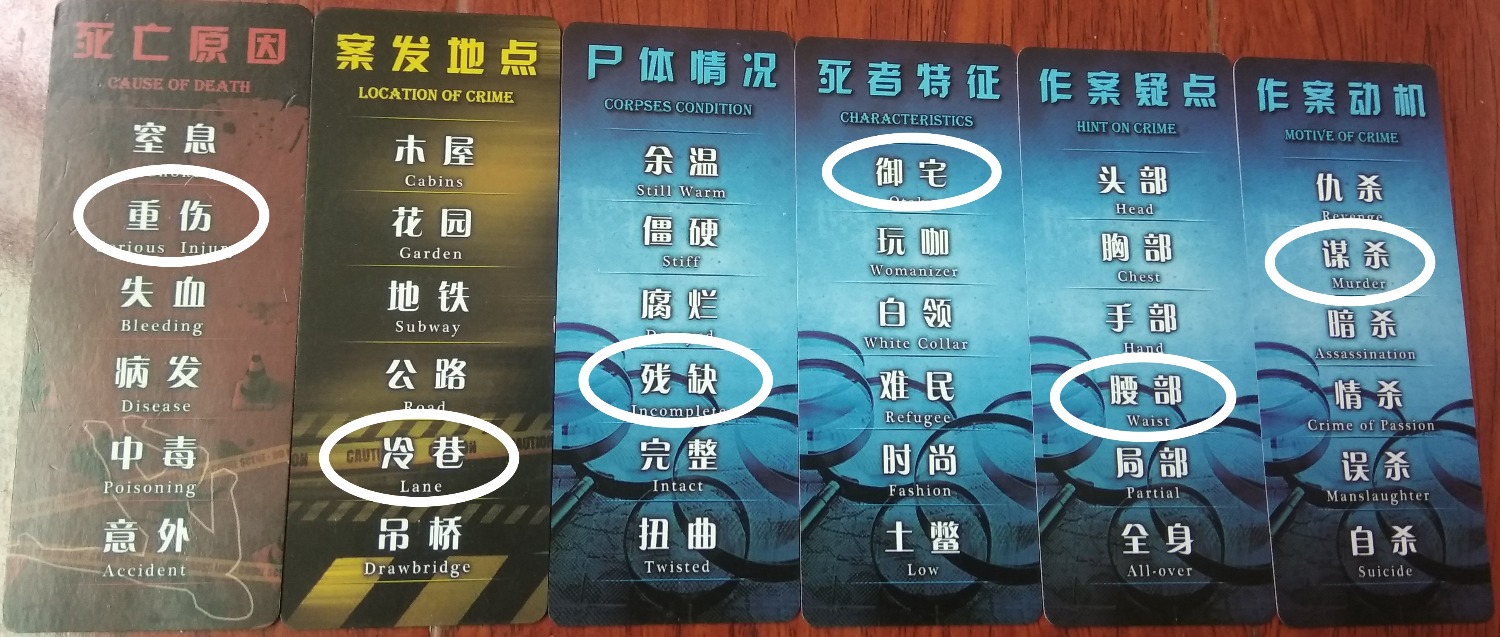 死亡原因
CAUSE OF DEATH
窒息
重伤
失血
Bleeding
病发
Disease
中毒
Poisoning
意外
Accident
案发地点
LOCATION OF CRIME
木屋
Cabins
花园
Garden
地铁
Subway
公路
Road
冷巷
Lane
吊桥
Drawbridge
尸体情况
CORPSES CONDITION
余温
Still Warm
僵硬
Stiff
腐烂
残缺
Incomplete
完整
Intact
扭曲
Twisted
死者特征
CHARACTERISTICS
御宅
玩咖
Womanizer
白领
White Collar
难民
Refugee
时尚
Fashion
土鳖
Low
作案疑点
HINT ON CRIME
头部
Head
胸部
Chest
手部
Hand
腰部
Waist
局部
Partial
全身
All-over
作案动机
MOTIVE OF CRIME
仇杀
Revenge
谋杀
Murder
暗杀
Assassination
情杀
Crime of Passion
误杀
Manslaughter
自杀
Suicide